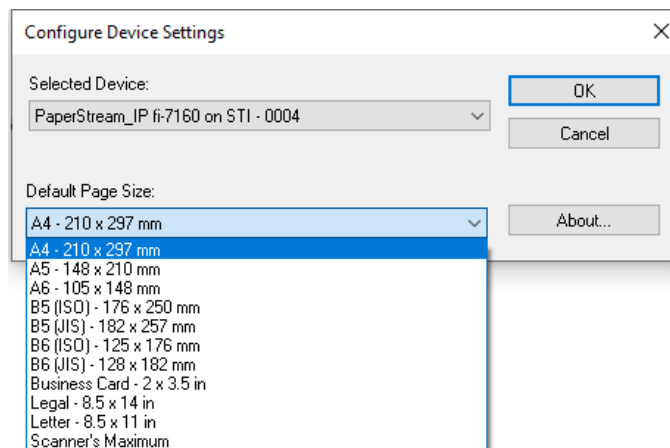 Configure Device Settings
Selected Device:
PaperStream_IP fi-7160 on STI - 0004
OK
Cancel
Default Page Size:
A4 - 210 x 297 mm
About...
A4 - 210 x 297 mm
A5 - 148 x 210 mm
A6 - 105 x 148 mm
B5 (ISO) - 176 x 250 mm
B5 (JIS) - 182 x 257 mm
B6 (ISO) - 125 x 176 mm
B6 (JIS) - 128 x 182 mm
Business Card - 2 x 3.5 in
Legal - 8.5 x 14 in
Letter - 8.5 x 11 in
Scanner's Maximum